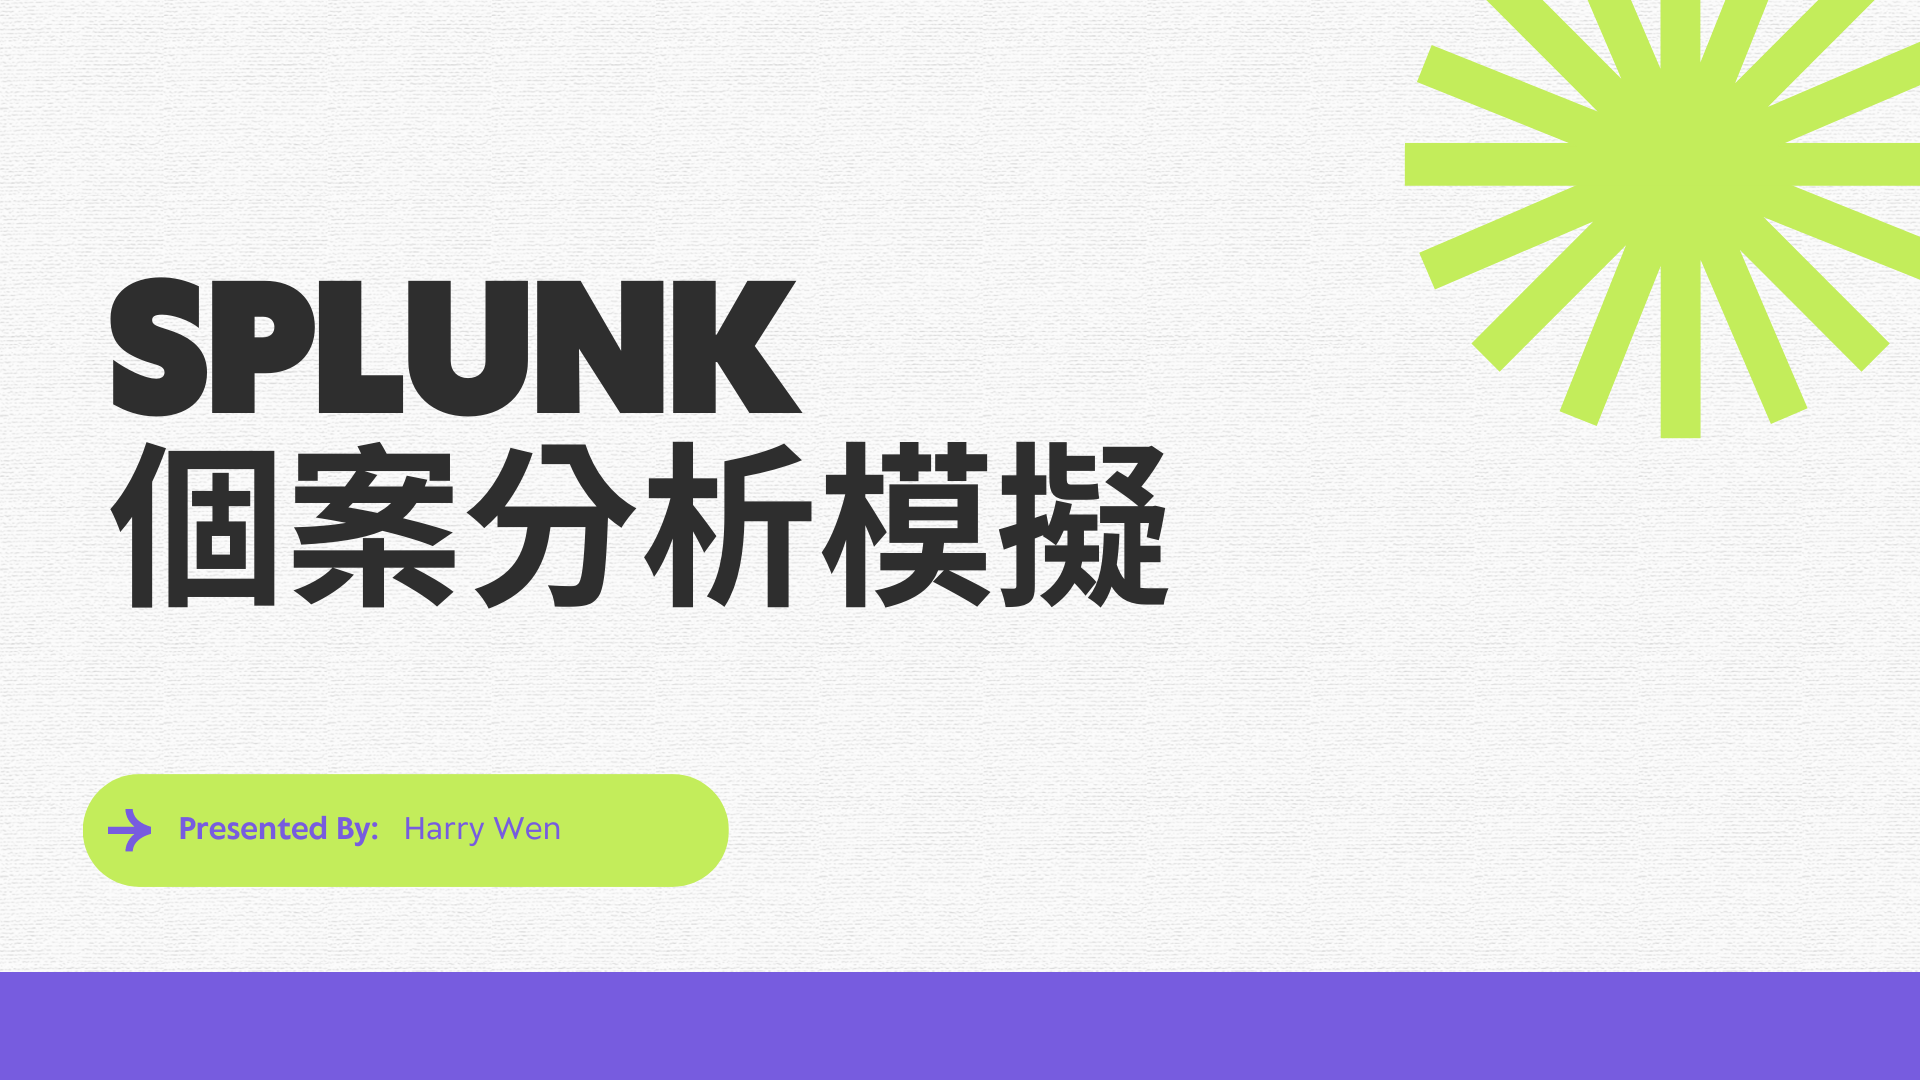 SPLUNK
個案分析模擬
Presented By: Harry Wen